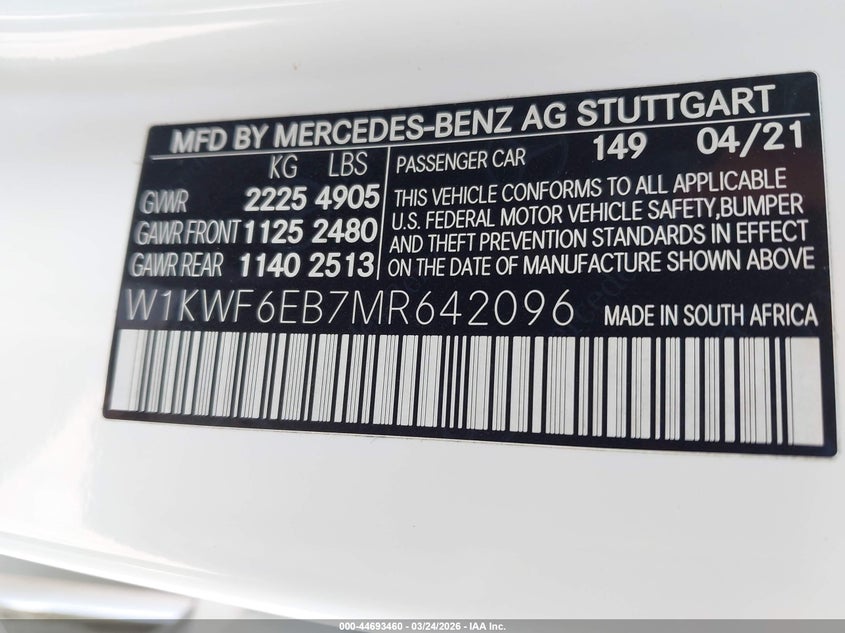 MFD BY MERCEDES-BENZ AG STUTTGART
KG LBS
GVWR 2225 4905
GAWR FRONT 1125 2480
GAWR REAR 1140 2513
PASSENGER CAR 149 04/21
THIS VEHICLE CONFORMS TO ALL APPLICABLE
U.S. FEDERAL MOTOR VEHICLE SAFETY,BUMPER
AND THEFT PREVENTION STANDARDS IN EFFECT
ON THE DATE OF MANUFACTURE SHOWN ABOVE
W1KWF6EB7MR642096 MADE IN SOUTH AFRICA
000-44693460 - 03/24/2026 - IAA Inc.